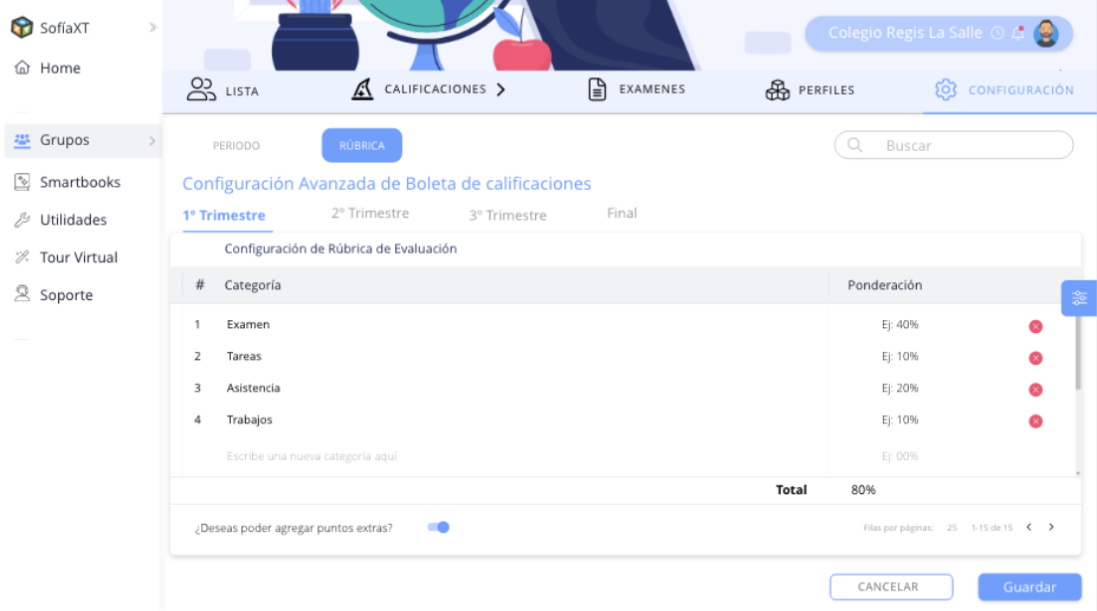 SofíaXT
Home
Grupos
Smartbooks
Utilidades
Tour Virtual
Soporte
Colegio Regis La Salle
LISTA
CALIFICACIONES
EXAMENES
PERFILES
CONFIGURACIÓN
PERIODO
RÚBRICA
Buscar
Configuración Avanzada de Boleta de calificaciones
1º Trimestre
2º Trimestre
3º Trimestre
Final
Configuración de Rúbrica de Evaluación
# Categoría Ponderación
1 Examen Ej: 40%
2 Tareas Ej: 10%
3 Asistencia Ej: 20%
4 Trabajos Ej: 10%
Escribe una nueva categoría aquí Ej: 00%
Total 80%
¿Deseas poder agregar puntos extras?
Filas por páginas: 25 1-15 de 15
CANCELAR
Guardar